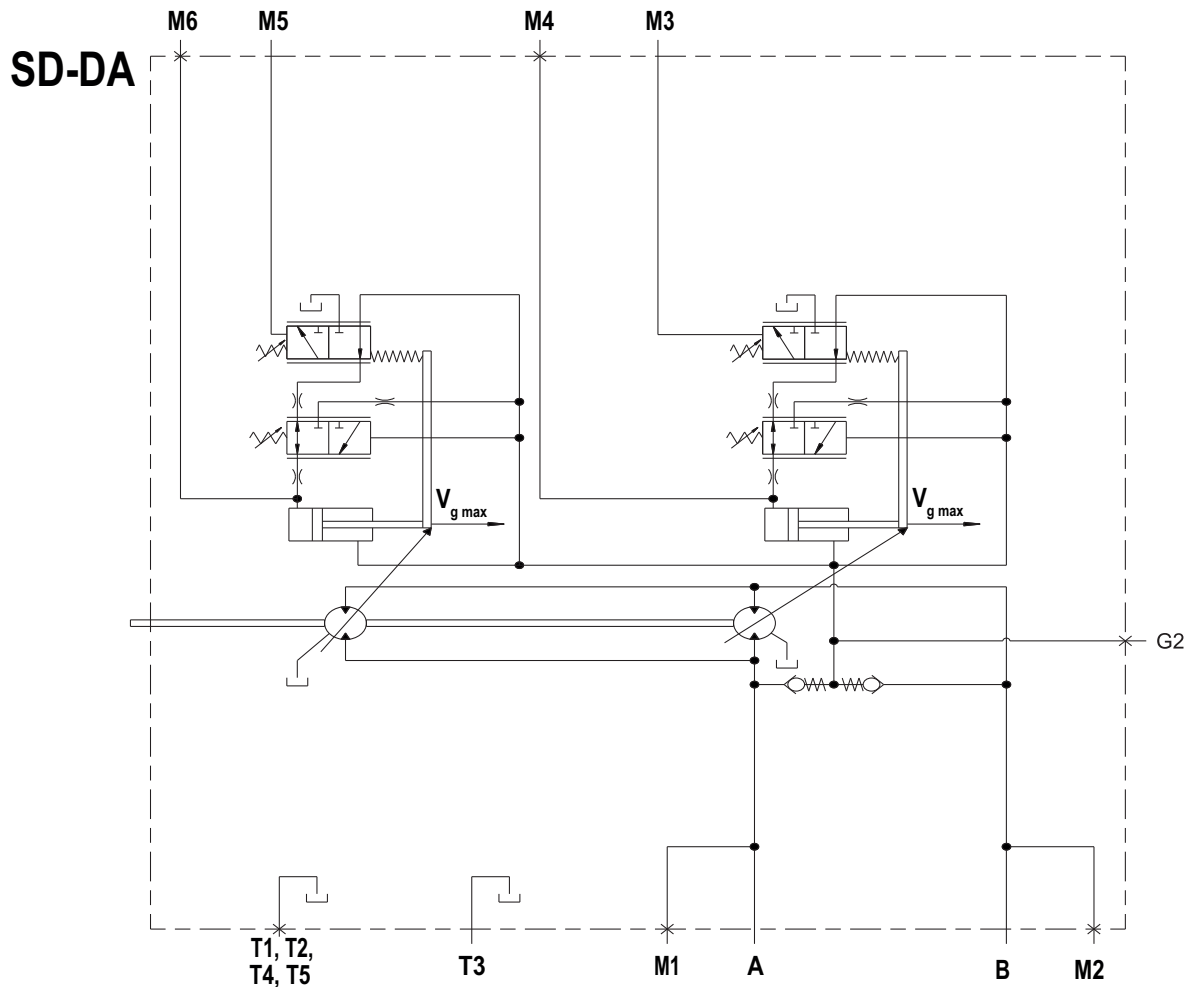 M6 M5 M4 M3
SD-DA
V g max V g max
G2
T1, T2,
T4, T5
T3 M1 A B M2